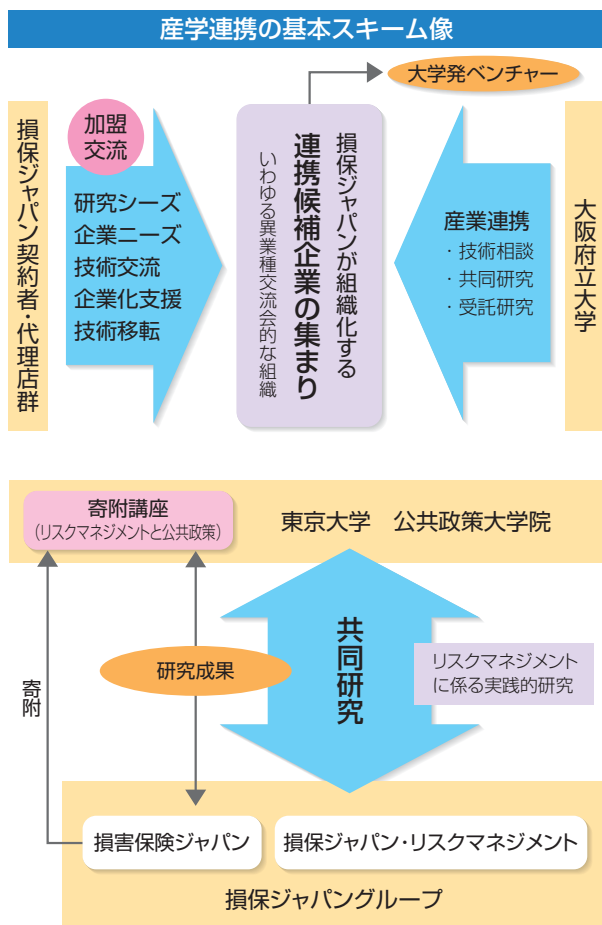 産学連携の基本スキーム像
大学発ベンチャー
損保ジャパン契約者・代理店群
加盟
交流
研究シーズ
企業ニーズ
技術交流
企業化支援
技術移転
損保ジャパンが組織化する
連携候補企業の集まり
いわゆる異業種交流会的な組織
産業連携
・技術相談
・共同研究
・受託研究
大阪府立大学
寄附講座
(リスクマネジメントと公共政策)
東京大学 公共政策大学院
寄附
研究成果
共同研究
リスクマネジメント
に係る実践的研究
損害保険ジャパン
損保ジャパン・リスクマネジメント
損保ジャパングループ